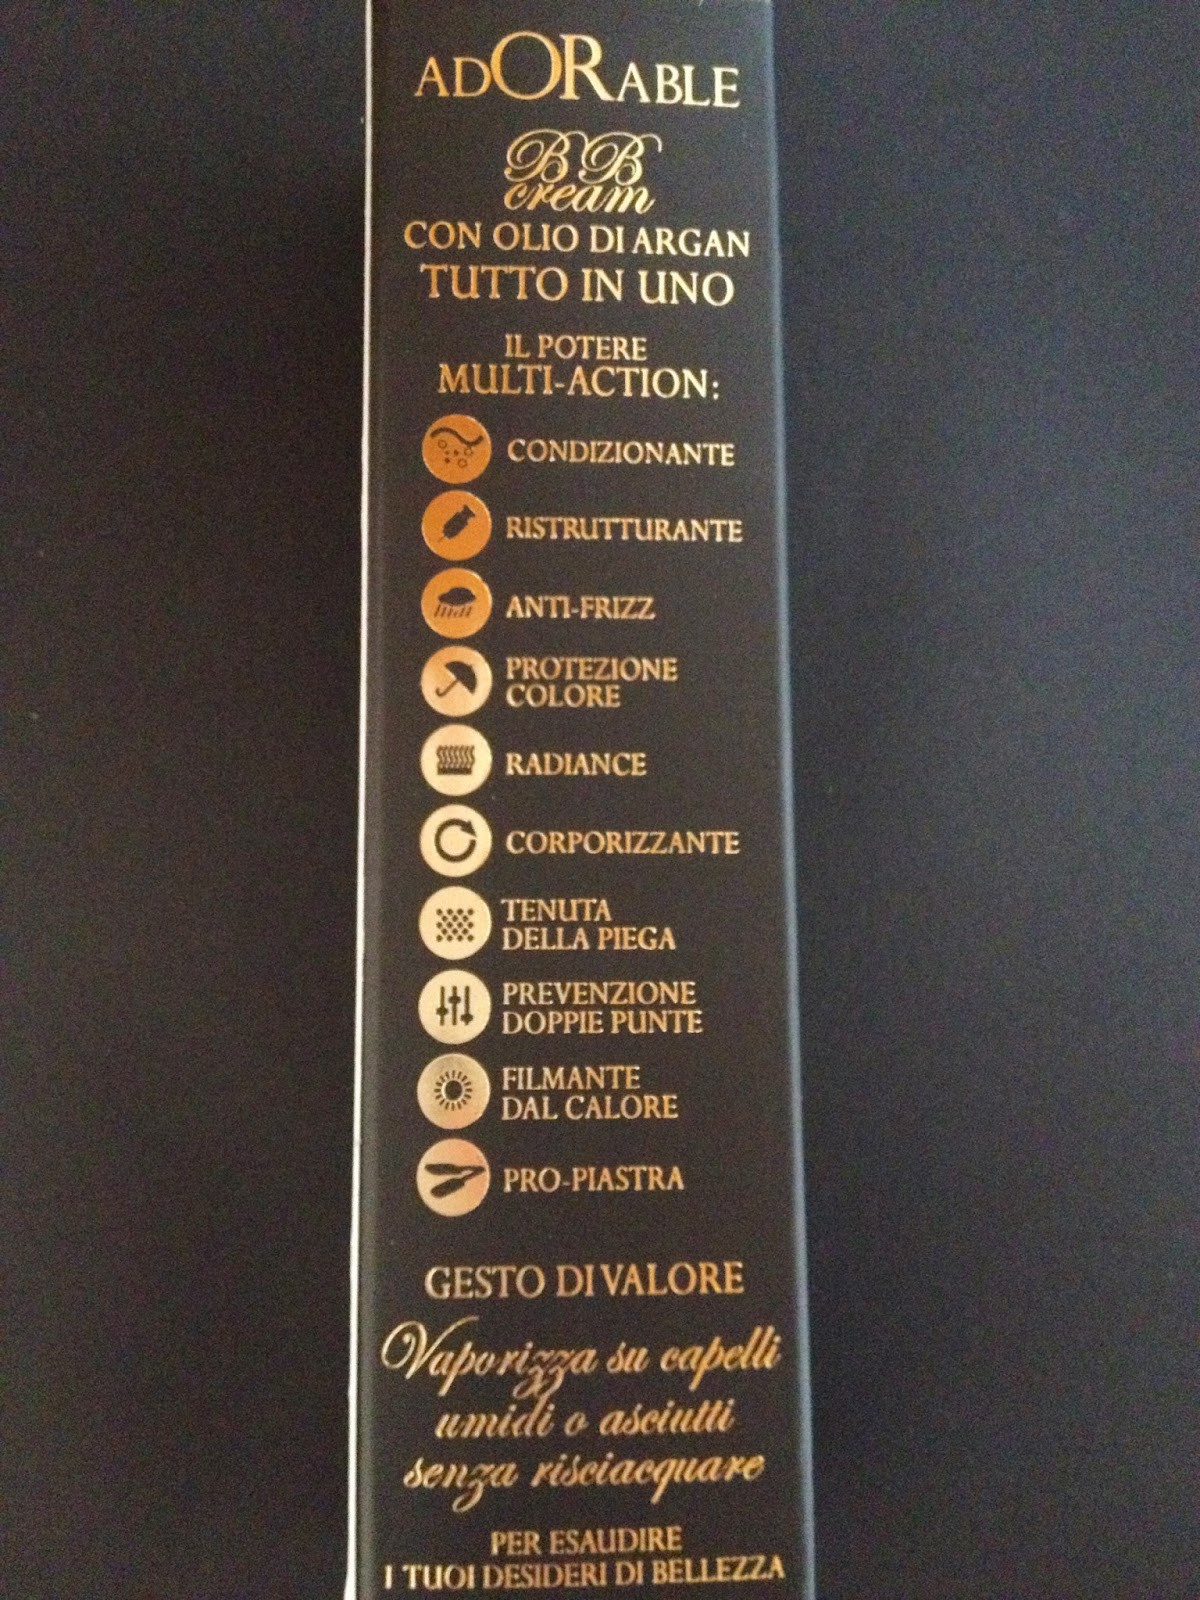 ADORABLE
BB
cream
CON OLIO DI ARGAN
TUTTO IN UNO
IL POTERE
MULTI-ACTION:
CONDIZIONANTE
RISTRUTTURANTE
ANTI-FRIZZ
PROTEZIONE
COLORE
RADIANCE
CORPORIZZANTE
TENUTA
DELLA PIEGA
PREVENZIONE
DOPPIE PUNTE
FILMANTE
DAL CALORE
PRO-PIASTRA
GESTO DI VALORE
Vaporizza su capelli
umidi o asciutti
senza risciacquare
PER ESAUDIRE
I TUOI DESIDERI DI BELLEZZA